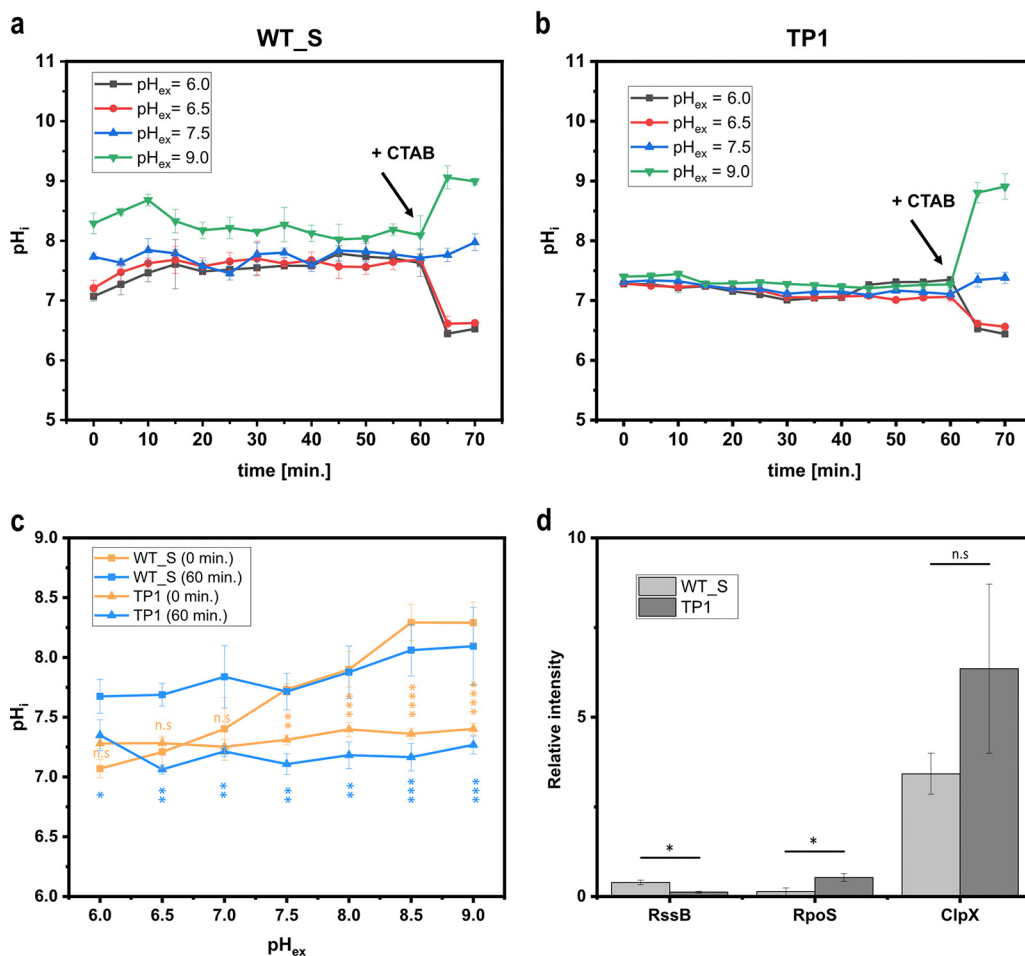 a
WT_S
11
10
9
8
7
6
5
pHi
pHex= 6.0
pHex= 6.5
pHex= 7.5
pHex= 9.0
+ CTAB
0 10 20 30 40 50 60 70
time [min.]
b
TP1
11
10
9
8
7
6
5
pHi
pHex = 6.0
pHex = 6.5
pHex = 7.5
pHex = 9.0
+ CTAB
0 10 20 30 40 50 60 70
time [min.]
c
9.0
8.5
8.0
7.5
7.0
6.5
6.0
pHi
WT_S (0 min.)
WT_S (60 min.)
TP1 (0 min.)
TP1 (60 min.)
n.s n.s n.s ** *** **** ****
* ** ** ** ** *** ***
6.0 6.5 7.0 7.5 8.0 8.5 9.0
pHex
d
10
5
0
Relative intensity
WT_S
TP1
*
*
n.s
RssB RpoS ClpX